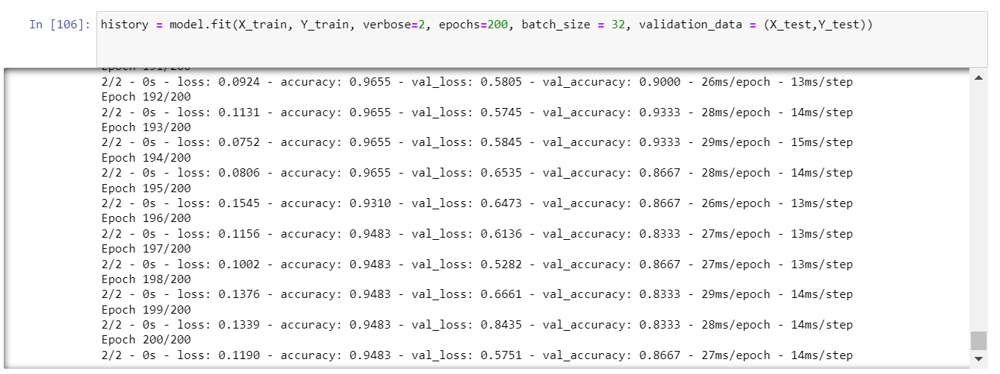 In [106]: history = model.fit(X_train, Y_train, verbose=2, epochs=200, batch_size = 32, validation_data = (X_test,Y_test))
Epoch 191/200
2/2 - 0s - loss: 0.0924 - accuracy: 0.9655 - val_loss: 0.5805 - val_accuracy: 0.9000 - 26ms/epoch - 13ms/step
Epoch 192/200
2/2 - 0s - loss: 0.1131 - accuracy: 0.9655 - val_loss: 0.5745 - val_accuracy: 0.9333 - 28ms/epoch - 14ms/step
Epoch 193/200
2/2 - 0s - loss: 0.0752 - accuracy: 0.9655 - val_loss: 0.5845 - val_accuracy: 0.9333 - 29ms/epoch - 15ms/step
Epoch 194/200
2/2 - 0s - loss: 0.0806 - accuracy: 0.9655 - val_loss: 0.6535 - val_accuracy: 0.8667 - 28ms/epoch - 14ms/step
Epoch 195/200
2/2 - 0s - loss: 0.1545 - accuracy: 0.9310 - val_loss: 0.6473 - val_accuracy: 0.8667 - 26ms/epoch - 13ms/step
Epoch 196/200
2/2 - 0s - loss: 0.1156 - accuracy: 0.9483 - val_loss: 0.6136 - val_accuracy: 0.8333 - 27ms/epoch - 13ms/step
Epoch 197/200
2/2 - 0s - loss: 0.1002 - accuracy: 0.9483 - val_loss: 0.5282 - val_accuracy: 0.8667 - 27ms/epoch - 13ms/step
Epoch 198/200
2/2 - 0s - loss: 0.1376 - accuracy: 0.9483 - val_loss: 0.6661 - val_accuracy: 0.8333 - 29ms/epoch - 14ms/step
Epoch 199/200
2/2 - 0s - loss: 0.1339 - accuracy: 0.9483 - val_loss: 0.8435 - val_accuracy: 0.8333 - 28ms/epoch - 14ms/step
Epoch 200/200
2/2 - 0s - loss: 0.1190 - accuracy: 0.9483 - val_loss: 0.5751 - val_accuracy: 0.8667 - 27ms/epoch - 14ms/step